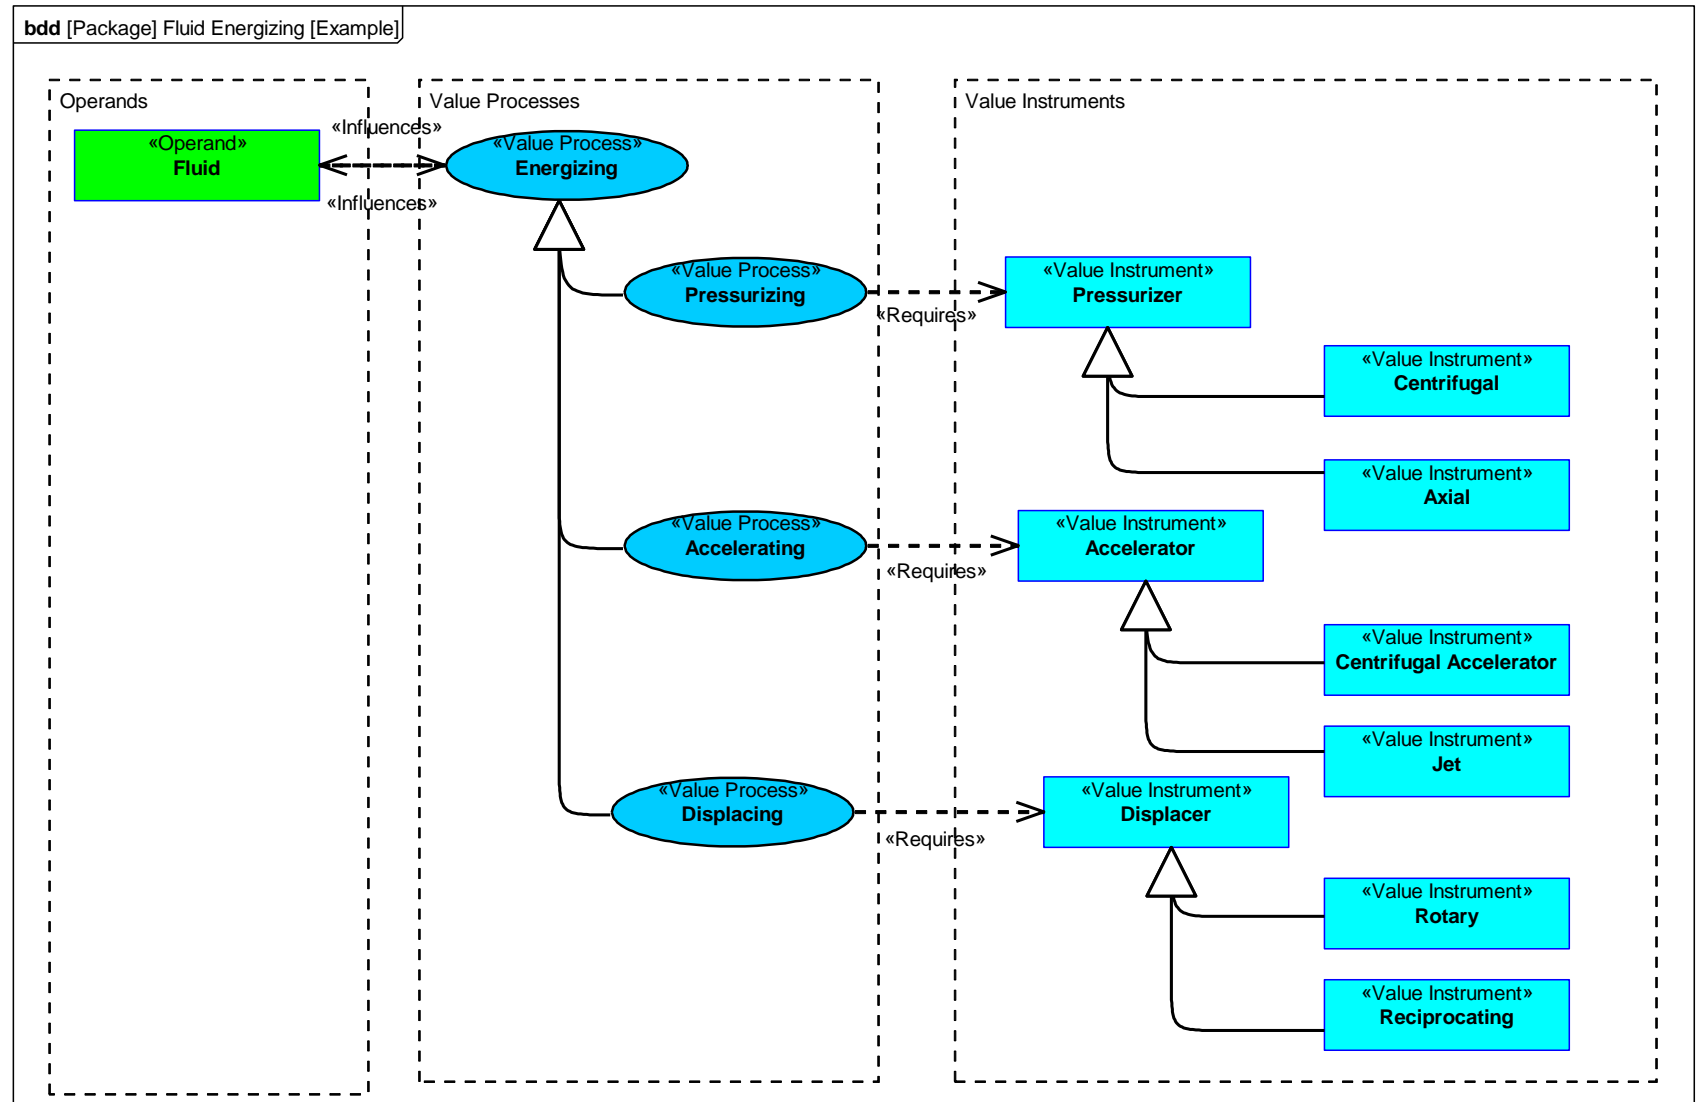 bdd [Package] Fluid Energizing [Example]
Operands
Value Processes
Value Instruments
«Operand»
Fluid
«Influences»
«Influences»
«Value Process»
Energizing
«Value Process»
Pressurizing
«Requires»
«Value Instrument»
Pressurizer
«Value Instrument»
Centrifugal
«Value Instrument»
Axial
«Value Process»
Accelerating
«Requires»
«Value Instrument»
Accelerator
«Value Instrument»
Centrifugal Accelerator
«Value Instrument»
Jet
«Value Process»
Displacing
«Requires»
«Value Instrument»
Displacer
«Value Instrument»
Rotary
«Value Instrument»
Reciprocating